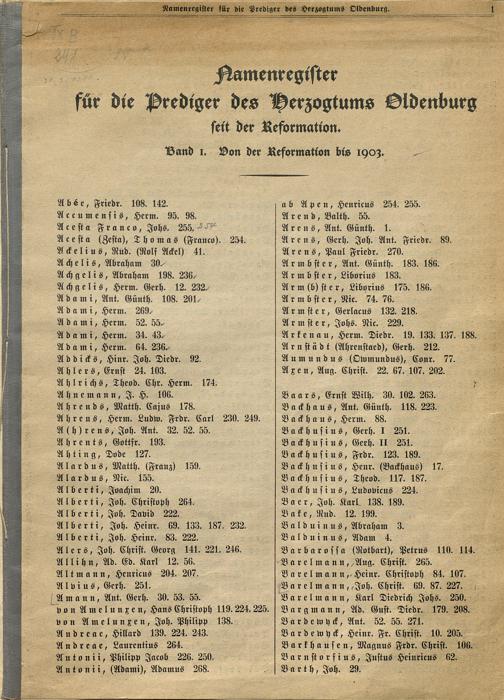 Namenregister für die Prediger des Herzogtums Oldenburg. 1
Namenregister
für die Prediger des Herzogtums Oldenburg
seit der Reformation.
Band 1. Von der Reformation bis 1903.
Abée, Friedr. 108. 142.
Accumensis, Herm. 95. 98.
Acesta Franco, Johs. 255.
Acesta (Zesta), Thomas (Franco). 254.
Ackelius, Rud. (Rolf Ackel) 41.
Achelis, Abraham 30.
Achgelis, Abraham 198. 236.
Achgelis, Herm. Gerh. 12. 232.
Adami, Ant. Günth. 108. 201.
Adami, Herm. 269.
Adami, Herm. 52. 55.
Adami, Herm. 34. 43.
Adami, Herm. 64. 236.
Addicks, Hinr. Joh. Diedr. 92.
Ahlers, Ernst 24. 103.
Ahlrichs, Theod. Chr. Herm. 174.
Ahnemann, J. H. 106.
Ahrends, Matth. Cajus 178.
Ahrens, Herm. Ludw. Frdr. Carl 230. 249.
A(h)rens, Joh. Ant. 32. 52. 55.
Ahrents, Gottfr. 193.
Ahting, Dode 127.
Alardus, Matth. (Franz) 159.
Alardus, Nic. 155.
Alberti, Joachim 20.
Alberti, Joh. Christoph 264.
Alberti, Joh. David 222.
Alberti, Joh. Heinr. 69. 133. 187. 232.
Alberti, Joh. Heinr. 83. 222.
Alers, Joh. Christ. Georg 141. 221. 246.
Allihn, Ad. Ed. Karl 12. 56.
Altmann, Henricus 204. 207.
Alvius, Gerh. 251.
Amann, Ant. Gerh. 30. 53. 55.
von Amelungen, Hans Christoph 119. 224. 225.
von Amelungen, Joh. Philipp 138.
Andreae, Hillard 139. 224. 243.
Andreae, Laurentius 264.
Antonii, Philipp Jacob 226. 250.
Antonii, (Adami), Adamus 268.
ab Apen, Henricus 254. 255.
Arend, Balth. 55.
Arens, Ant. Günth. 1.
Arens, Gerh. Joh. Ant. Friedr. 89.
Arens, Paul Friedr. 270.
Armbster, Ant. Günth. 183. 186.
Armbster, Liborius 183.
Arm(b)ster, Liborius 175. 186.
Armbster, Nic. 74. 76.
Armster, Gerlacus 132. 218.
Armster, Johs. Nic. 229.
Arkenau, Herm. Diedr. 19. 133. 137. 188.
Arnstädt (Ahrenstaed), Gerh. 212.
Aumundus (Owmundus), Conr. 77.
Azen, Aug. Christ. 22. 67. 107. 202.
Baars, Ernst Wilh. 30. 102. 263.
Backhaus, Ant. Günth. 118. 223.
Backhus, Herm. 88.
Backhusius, Gerh. I 251.
Backhusius, Gerh. II 251.
Backhusius, Frdr. 123. 189.
Backhusius, Henr. (Backhaus) 17.
Backhusius, Theod. 117. 187.
Backhusius, Ludovicus 224.
Baer, Joh. Karl 138. 189.
Bake, Rud. 12. 199.
Balduinus, Abraham 3.
Balduinus, Adam 4.
Barbarossa (Rotbart), Petrus 110. 114.
Barelmann, Aug. Christ. 265.
Barelmann, Heinr. Christoph 84. 107.
Barelmann, Joh. Christ. 69. 87. 227.
Barelmann, Karl Diedrich Johs. 250.
Bargmann, Ad. Gust. Diedr. 179. 208.
Bardewyk, Ant. 52. 55. 271.
Bardewyck, Heinr. Fr. Christ. 10. 205.
Barkhausen, Magnus Frdr. Christ. 106.
Barnstorfius, Justus Heinricus 62.
Barth, Joh. 29.